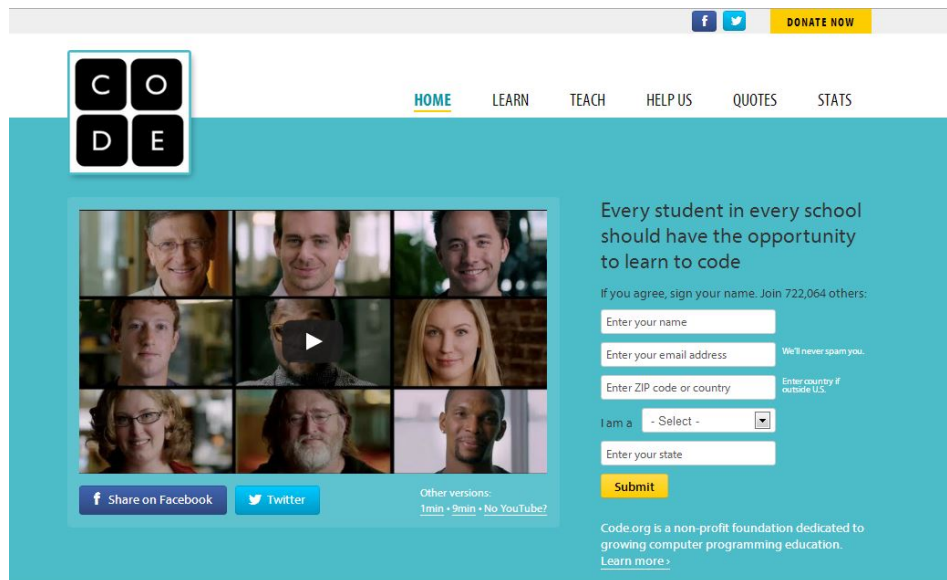 DONATE NOW
C O
D E
HOME LEARN TEACH HELP US QUOTES STATS
Every student in every school
should have the opportunity
to learn to code
If you agree, sign your name. Join 722,064 others:
Enter your name
Enter your email address
We'll never spam you.
Enter ZIP code or country
Enter country if
outside U.S.
I am a - Select -
Enter your state
Submit
f Share on Facebook
Twitter
Other versions:
1min • 9min • No YouTube?
Code.org is a non-profit foundation dedicated to
growing computer programming education.
Learn more ›